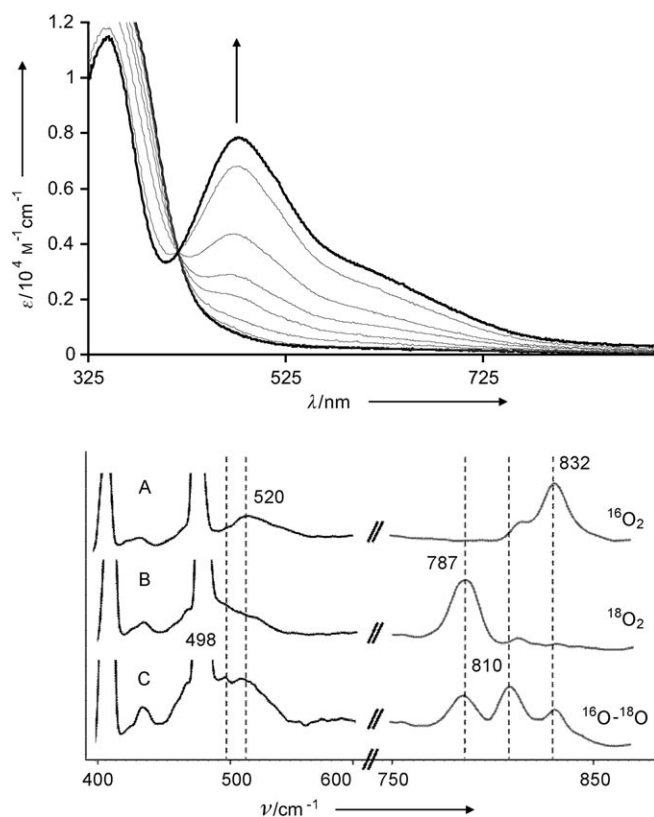 1.2
1
0.8
0.6
0.4
0.2
0
ε/10⁴ M⁻¹cm⁻¹
325 525 725
λ/nm
A 520 832 ¹⁶O₂
B 787 ¹⁸O₂
498 810
C ¹⁶O-¹⁸O
400 500 600 750 850
ν/cm⁻¹